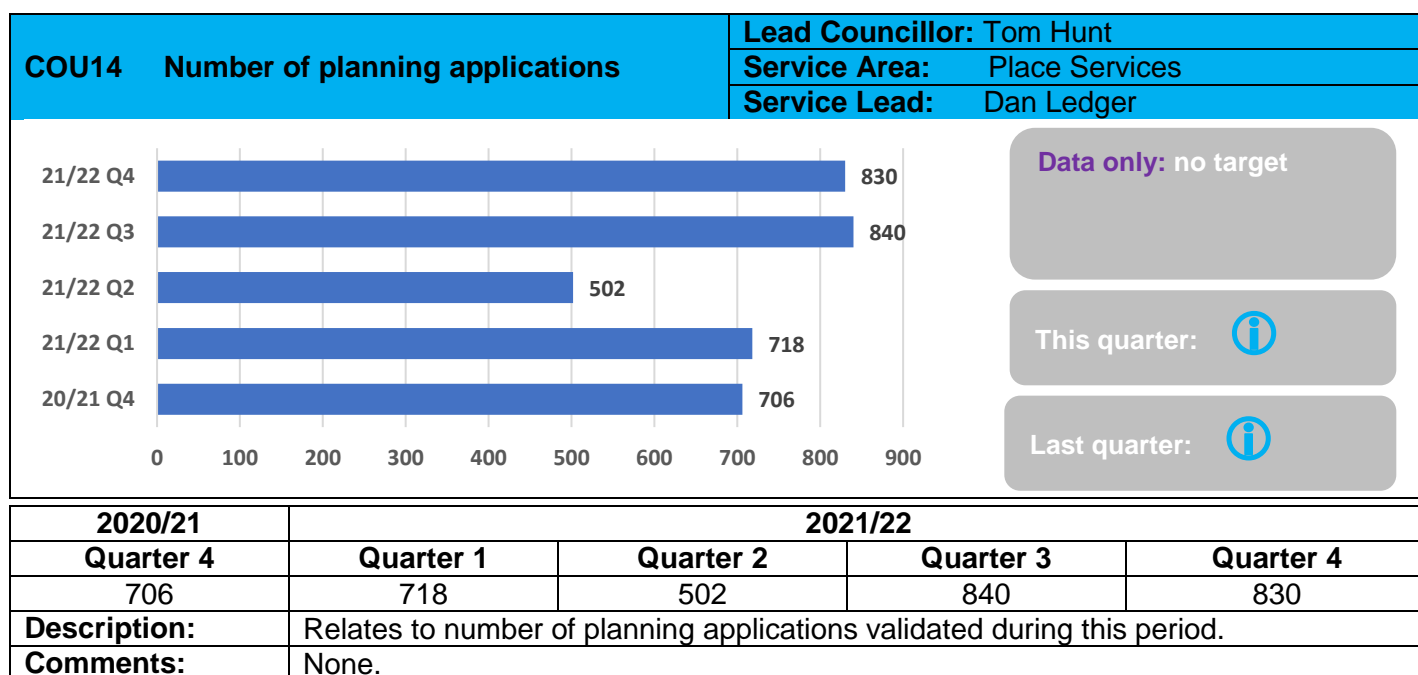 COU14 Number of planning applications
Lead Councillor: Tom Hunt
Service Area: Place Services
Service Lead: Dan Ledger
21/22 Q4 830
21/22 Q3 840
21/22 Q2 502
21/22 Q1 718
20/21 Q4 706
0 100 200 300 400 500 600 700 800 900
Data only: no target
This quarter:
Last quarter:
2020/21 2021/22
Quarter 4 Quarter 1 Quarter 2 Quarter 3 Quarter 4
706 718 502 840 830
Description: Relates to number of planning applications validated during this period.
Comments: None.